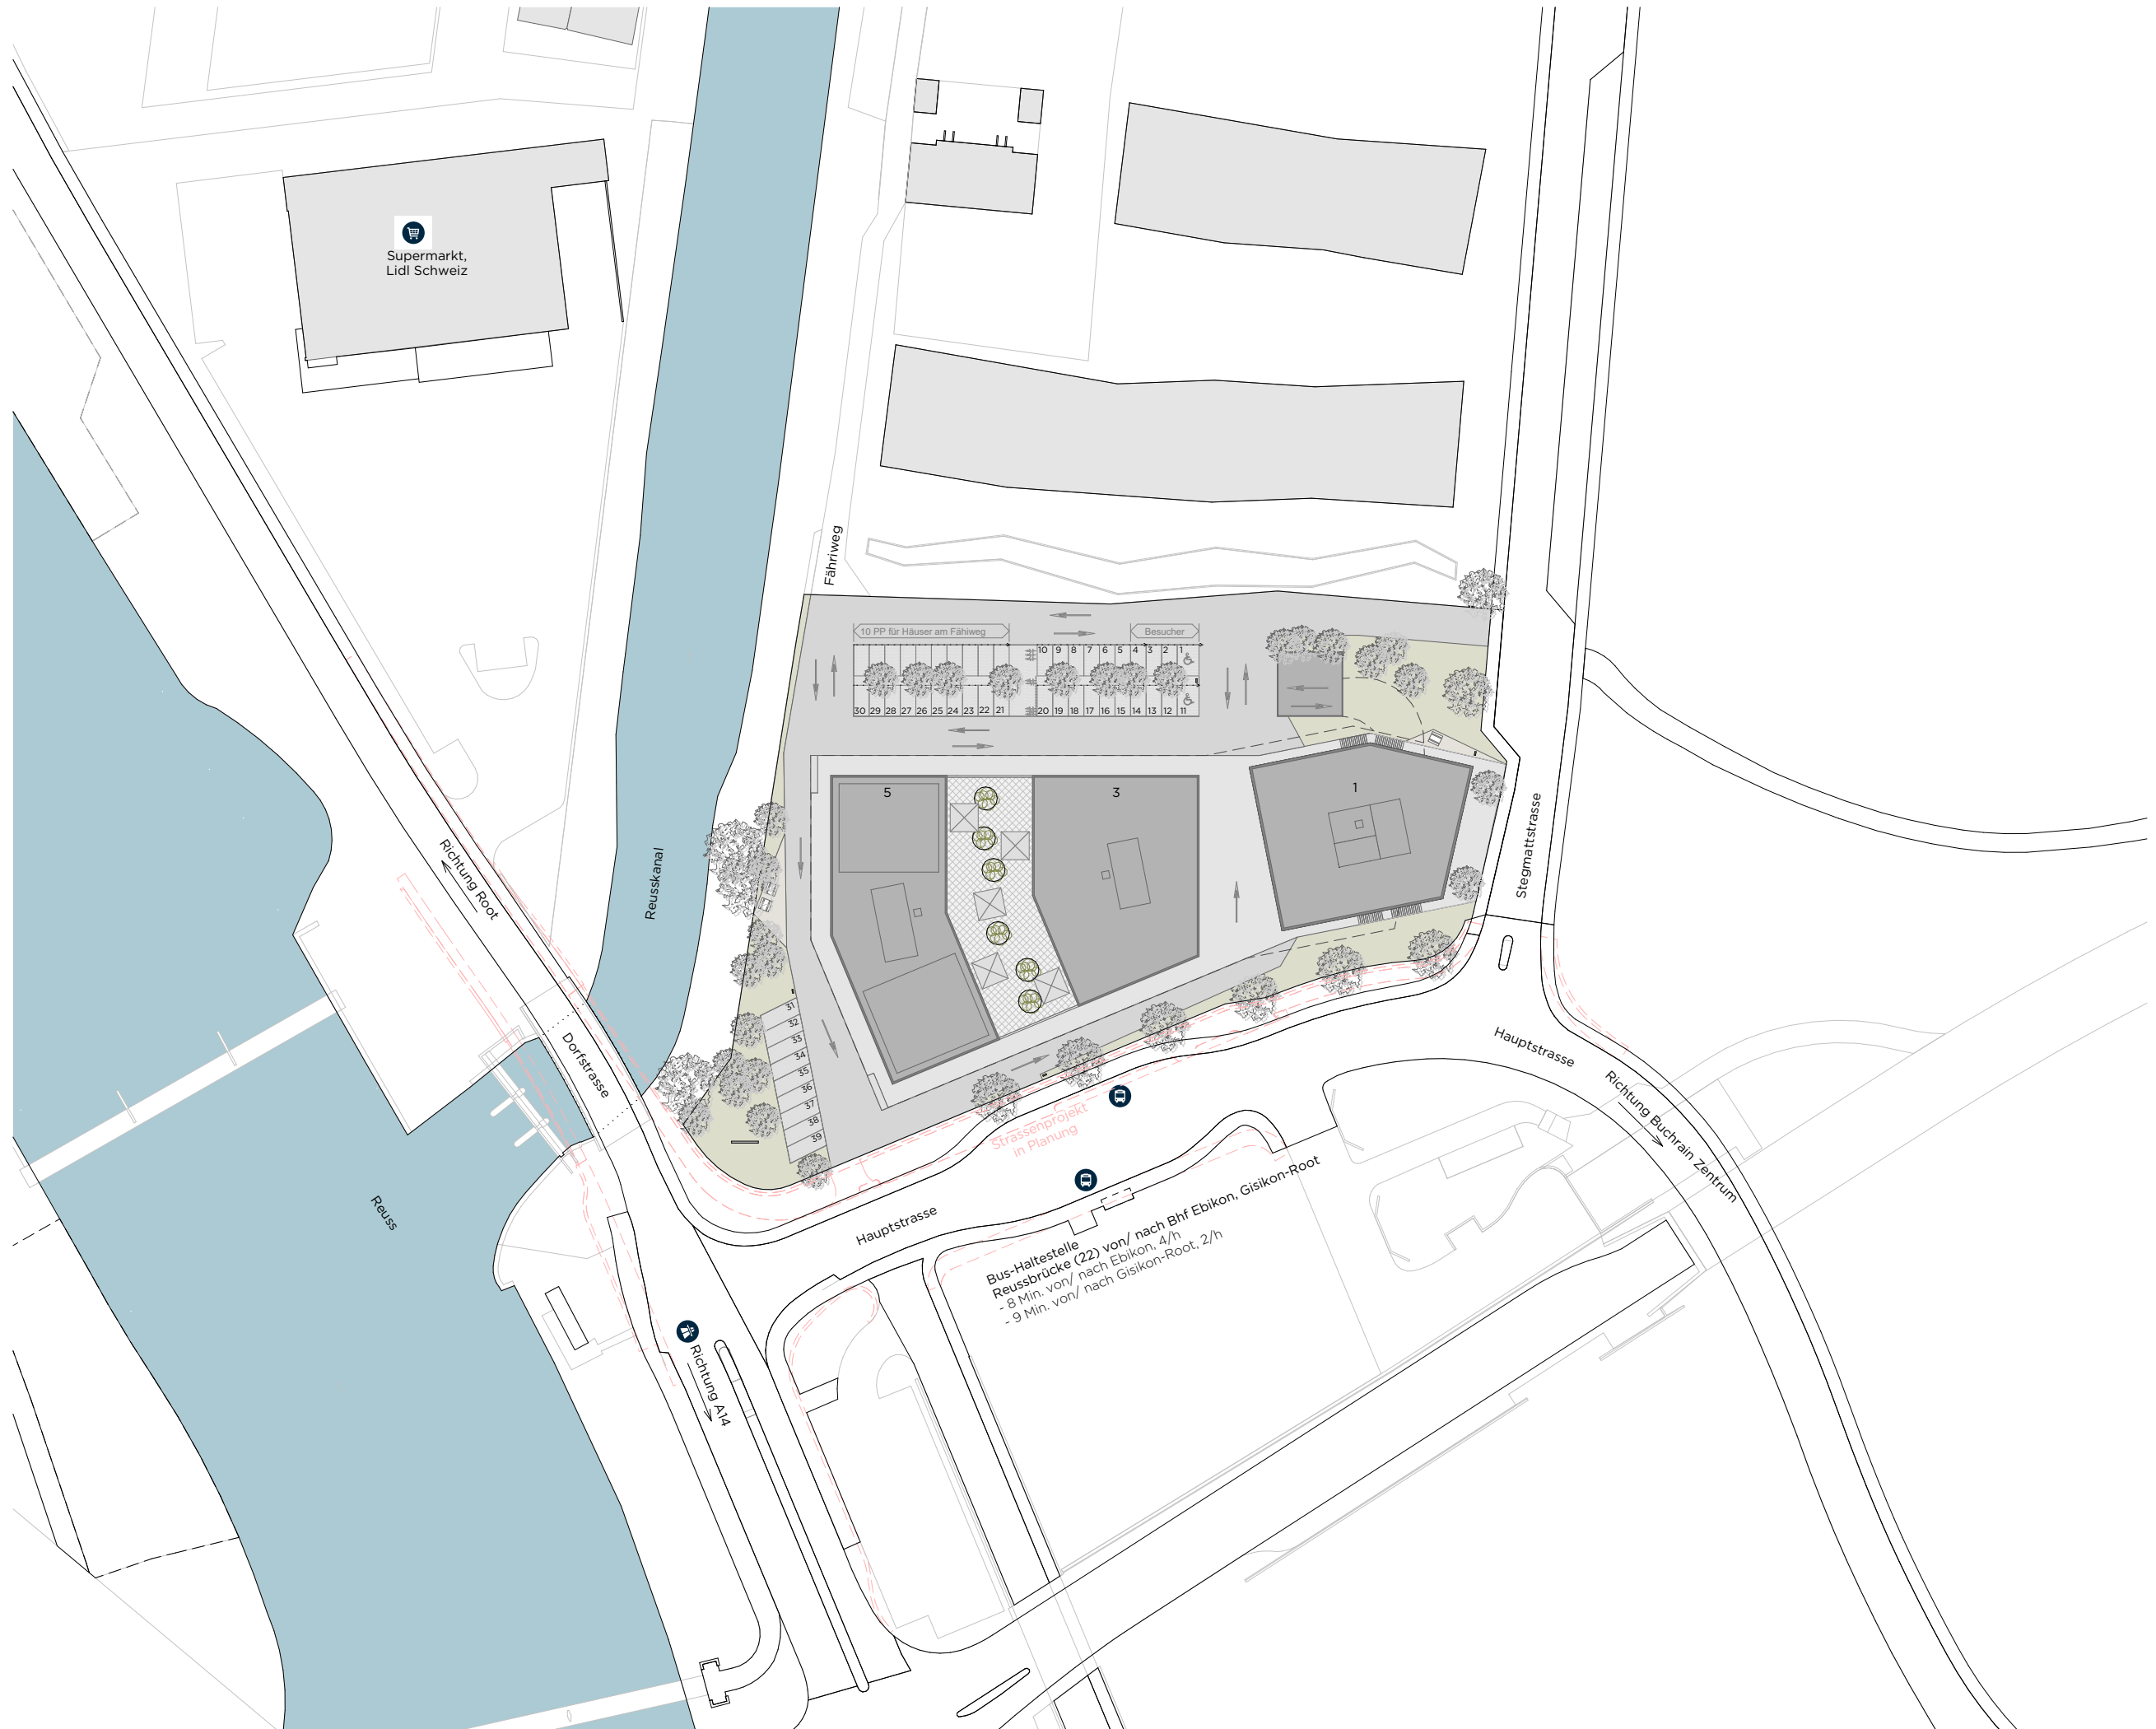 Supermarkt,
Lidl Schweiz
Fähriweg
10 PP für Häuser am Fähiweg
Besucher
10 9 8 7 6 5 4 3 2 1
30 29 28 27 26 25 24 23 22 21
20 19 18 17 16 15 14 13 12 11
5
3
1
Stegmattstrasse
Richtung Root
Reusskanal
31
32
33
34
35
36
37
38
39
Dorfstrasse
Hauptstrasse
Richtung Buchrain Zentrum
Strassenprojekt
in Planung
Reuss
Hauptstrasse
Bus-Haltestelle
Reussbrücke (22) von/ nach Bhf Ebikon, Gisikon-Root
- 8 Min. von/ nach Ebikon, 4/h
- 9 Min. von/ nach Gisikon-Root, 2/h
Richtung A14